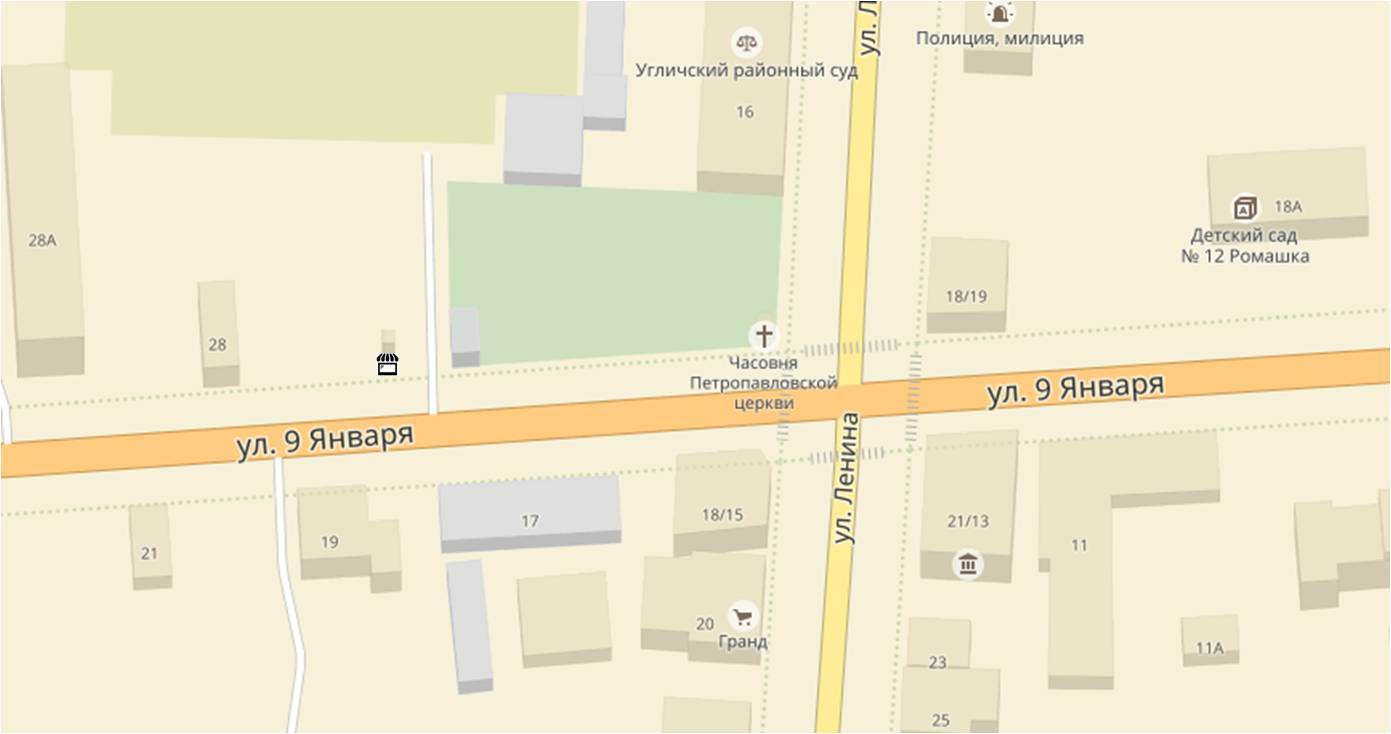 ул. Л
Полиция, милиция
Угличский районный суд
16
28А
18А
Детский сад
№ 12 Ромашка
18/19
28
Часовня
Петропавловской
церкви
ул. 9 Января
ул. 9 Января
ул. Ленина
17
18/15
21/13
19
21
11
20
Гранд
23
11А
25